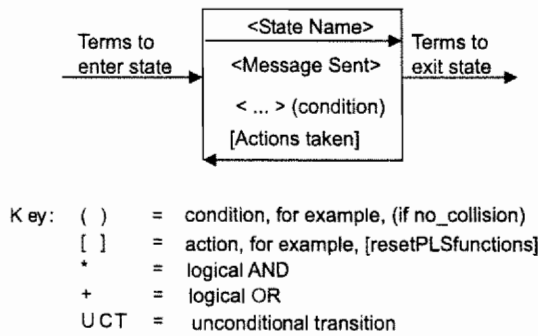 <State Name>
Terms to
enter state
Terms to
exit state
<Message Sent>
< ... > (condition)
[Actions taken]
Key: ( ) = condition, for example, (if no_collision)
[ ] = action, for example, [resetPLSfunctions]
* = logical AND
+ = logical OR
UCT = unconditional transition